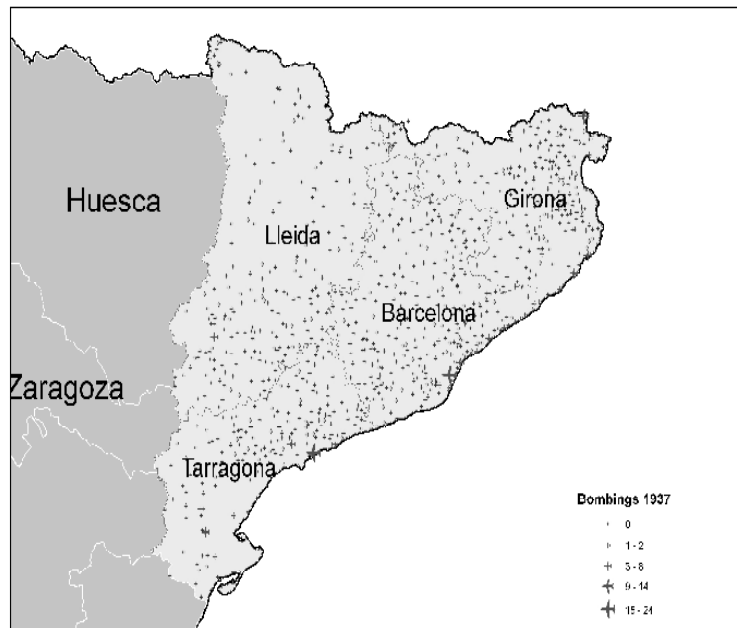 Huesca
Girona
Lleida
Barcelona
Zaragoza
Tarragona
Bombings 1937
0
1 - 2
3 - 8
9 - 14
15 - 24